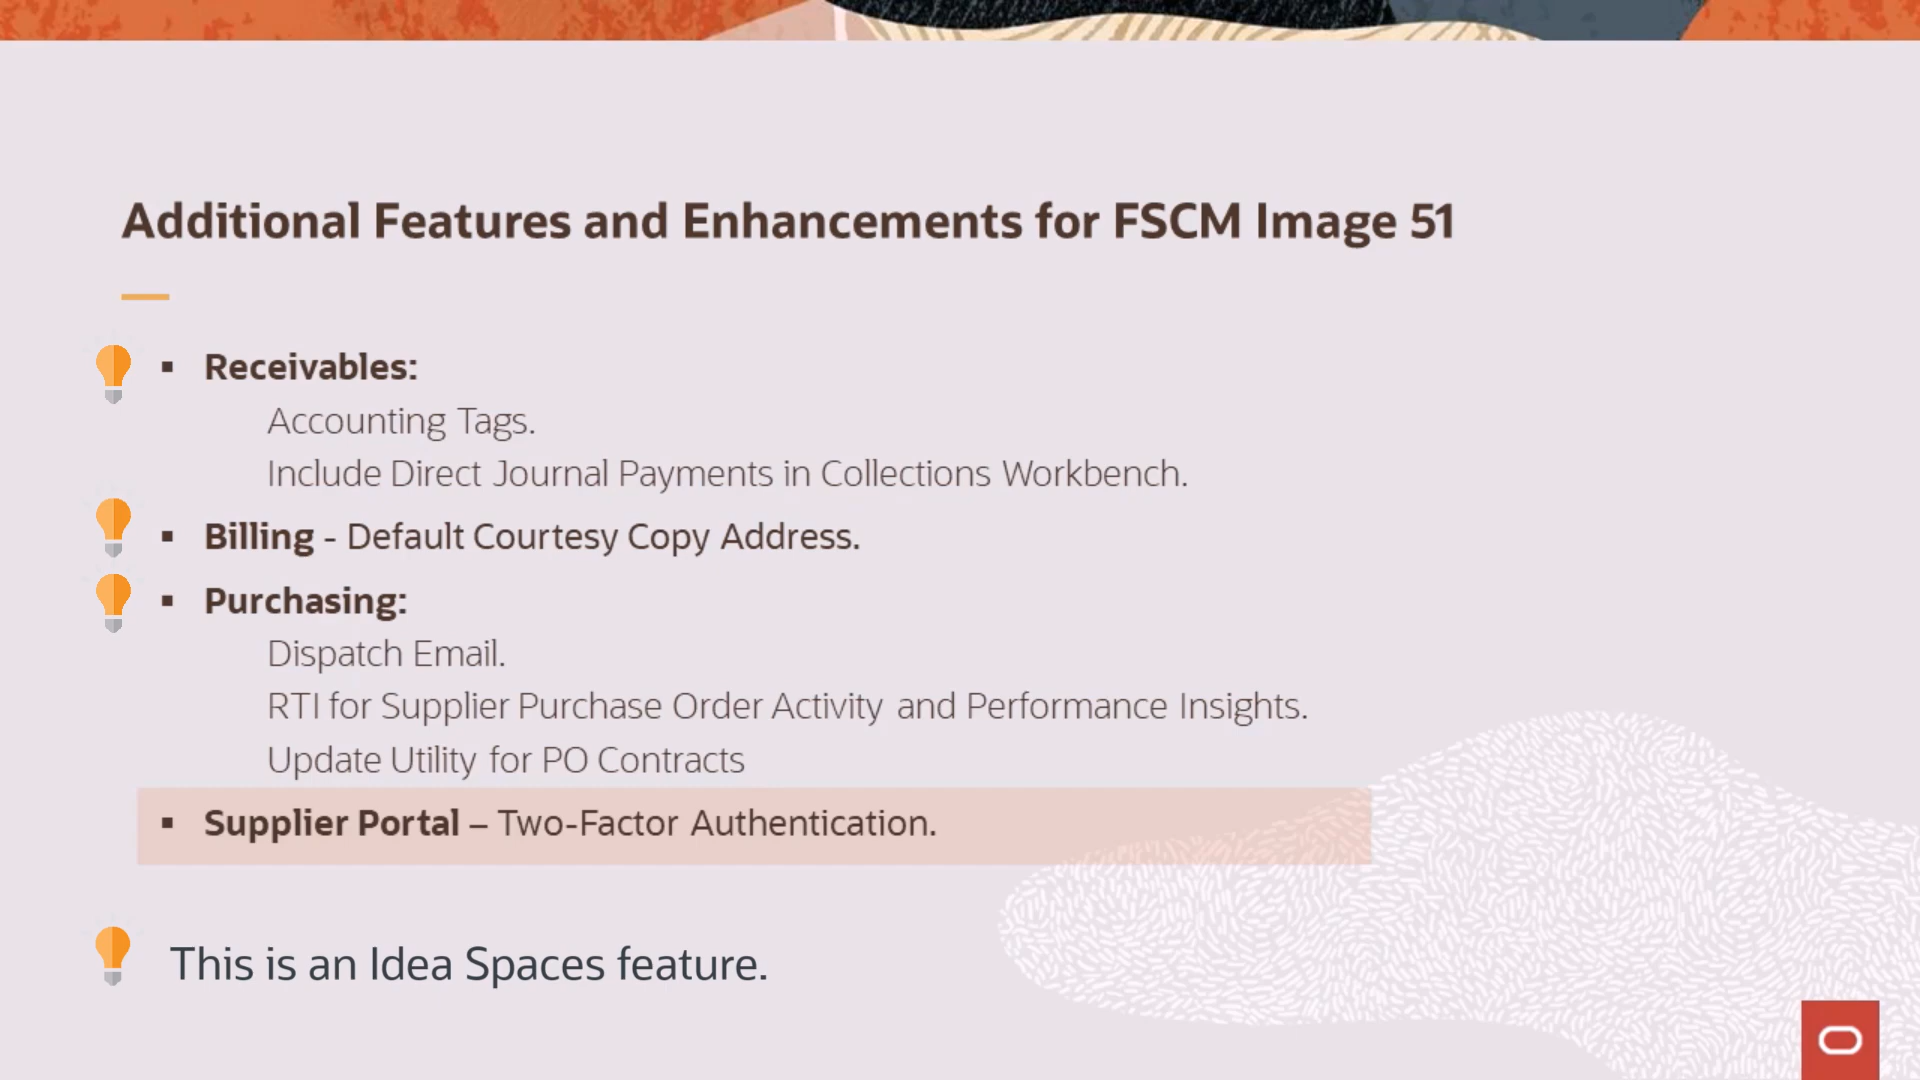 Additional Features and Enhancements for FSCM Image 51
▪ Receivables:
Accounting Tags.
Include Direct Journal Payments in Collections Workbench.
▪ Billing - Default Courtesy Copy Address.
▪ Purchasing:
Dispatch Email.
RTI for Supplier Purchase Order Activity and Performance Insights.
Update Utility for PO Contracts
▪ Supplier Portal – Two-Factor Authentication.
This is an Idea Spaces feature.